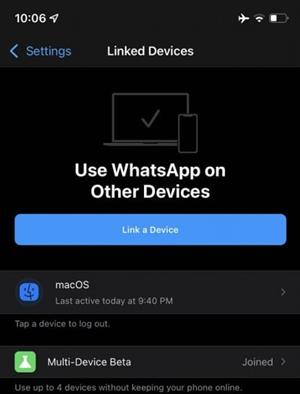 10:06
Settings
Linked Devices
Use WhatsApp on
Other Devices
Link a Device
macOS
Last active today at 9:40 PM
Tap a device to log out.
Multi-Device Beta
Joined
Use up to 4 devices without keeping your phone online.